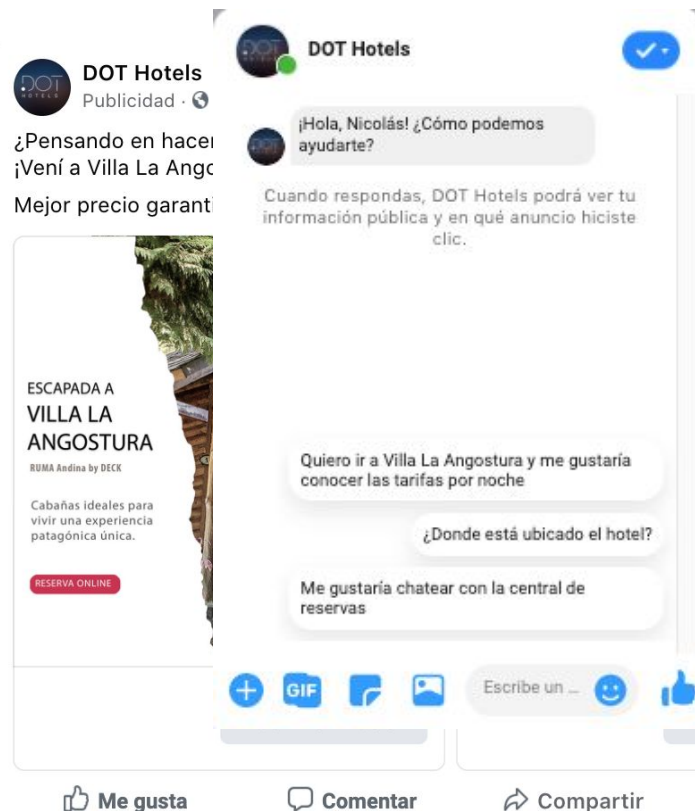 DOT Hotels
Publicidad ·
¿Pensando en hacer
¡Vení a Villa La Ango
Mejor precio garanti
DOT
HOTELS
ESCAPADA A
VILLA LA
ANGOSTURA
RUMA Andina by DECK
Cabañas ideales para
vivir una experiencia
patagónica única.
RESERVA ONLINE
DOT Hotels
¡Hola, Nicolás! ¿Cómo podemos
ayudarte?
Cuando respondas, DOT Hotels podrá ver tu
información pública y en qué anuncio hiciste
clic.
Quiero ir a Villa La Angostura y me gustaría
conocer las tarifas por noche
¿Donde está ubicado el hotel?
Me gustaría chatear con la central de
reservas
GIF
Escribe un ...
Me gusta
Comentar
Compartir